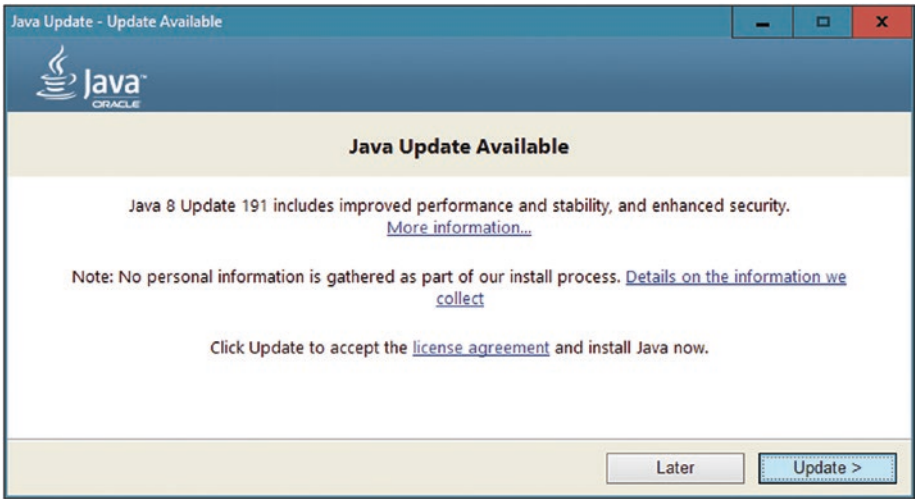 Java Update - Update Available
Java™
ORACLE
Java Update Available
Java 8 Update 191 includes improved performance and stability, and enhanced security.
More information...
Note: No personal information is gathered as part of our install process. Details on the information we
collect
Click Update to accept the license agreement and install Java now.
Later
Update >